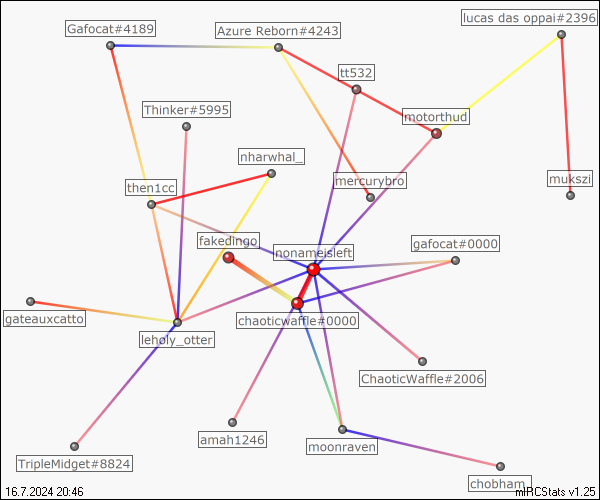 lucas das oppai#2396
Gafocat#4189
Azure Reborn#4243
tt532
Thinker#5995
motorthud
nharwhal_
mercurybro
mukszi
then1cc
fakedingo
nonameisleft
gafocat#0000
gateauxcatto
chaoticwaffle#0000
leholy_otter
ChaoticWaffle#2006
amah1246
moonraven
TripleMidget#8824
chobham_
16.7.2024 20:46
mIRCStats v1.25